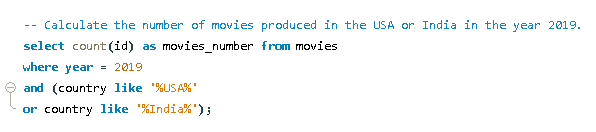 -- Calculate the number of movies produced in the USA or India in the year 2019.
select count(id) as movies_number from movies
where year = 2019
and (country like '%USA%'
or country like '%India%');